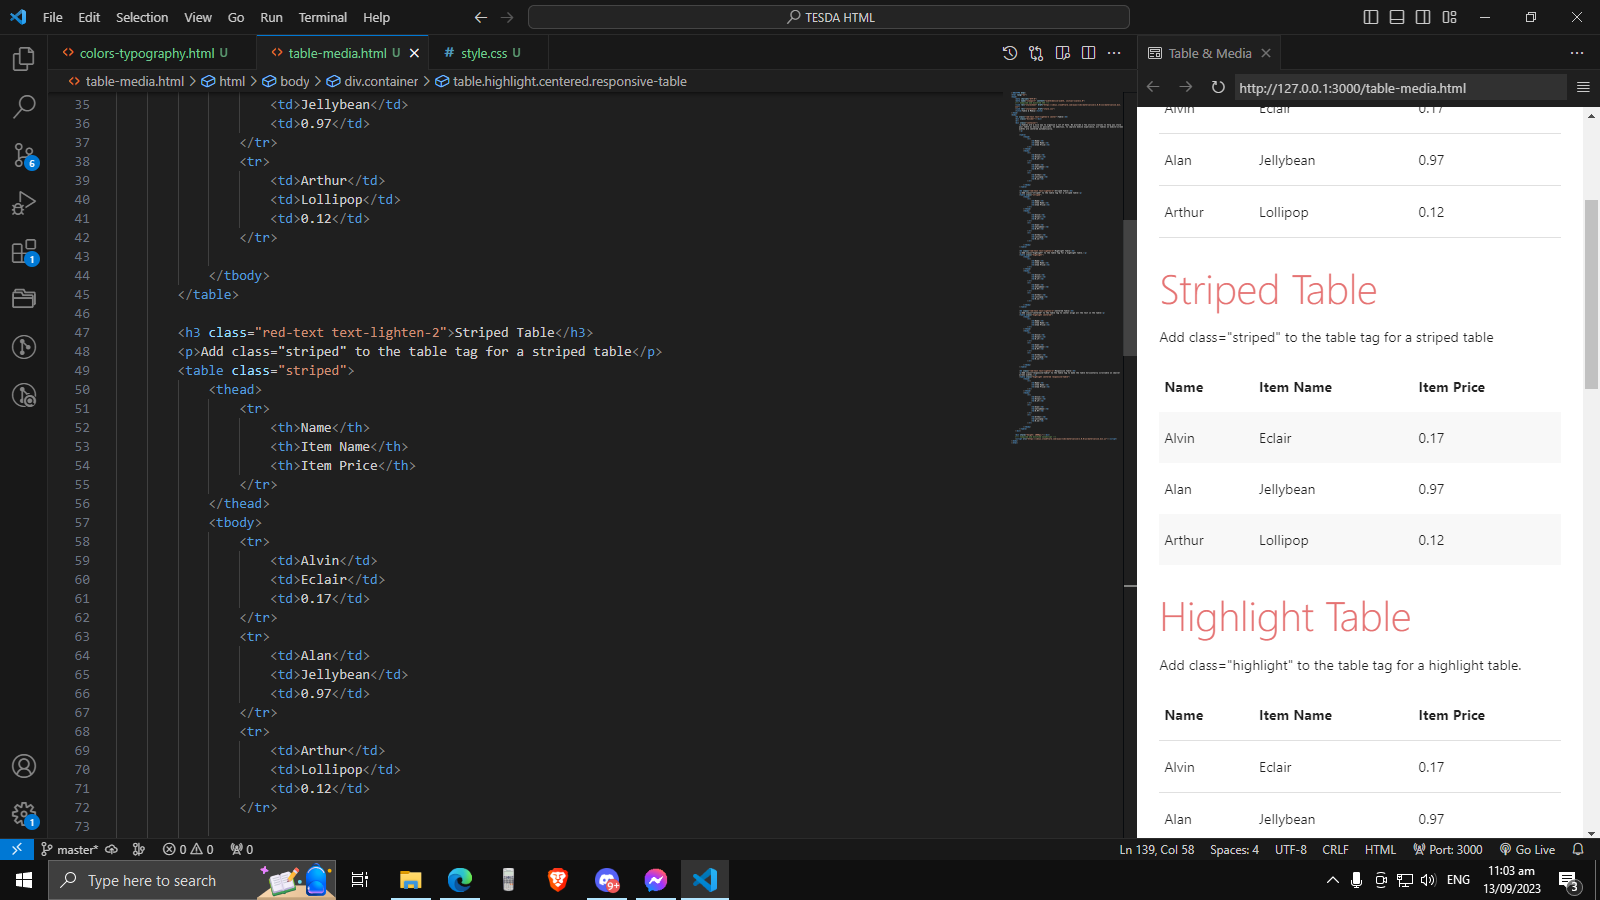 File Edit Selection View Go Run Terminal Help
TESDA HTML
colors-typography.html U
table-media.html U
# style.css U
Table & Media
table-media.html > html > body > div.container > table.highlight.centered.responsive-table
http://127.0.0.1:3000/table-media.html
35 <td>Jellybean</td>
36 <td>0.97</td>
37 </tr>
38 <tr>
39 <td>Arthur</td>
40 <td>Lollipop</td>
41 <td>0.12</td>
42 </tr>
43
44 </tbody>
45 </table>
46
47 <h3 class="red-text text-lighten-2">Striped Table</h3>
48 <p>Add class="striped" to the table tag for a striped table</p>
49 <table class="striped">
50 <thead>
51 <tr>
52 <th>Name</th>
53 <th>Item Name</th>
54 <th>Item Price</th>
55 </tr>
56 </thead>
57 <tbody>
58 <tr>
59 <td>Alvin</td>
60 <td>Eclair</td>
61 <td>0.17</td>
62 </tr>
63 <tr>
64 <td>Alan</td>
65 <td>Jellybean</td>
66 <td>0.97</td>
67 </tr>
68 <tr>
69 <td>Arthur</td>
70 <td>Lollipop</td>
71 <td>0.12</td>
72 </tr>
73
Alvin Eclair 0.17
Alan Jellybean 0.97
Arthur Lollipop 0.12
Striped Table
Add class="striped" to the table tag for a striped table
Name Item Name Item Price
Alvin Eclair 0.17
Alan Jellybean 0.97
Arthur Lollipop 0.12
Highlight Table
Add class="highlight" to the table tag for a highlight table.
Name Item Name Item Price
Alvin Eclair 0.17
Alan Jellybean 0.97
6
1
1
master* 0 0 0
Ln 139, Col 58 Spaces: 4 UTF-8 CRLF HTML Port: 3000 Go Live
Type here to search
9+
ENG
11:03 am
13/09/2023
3